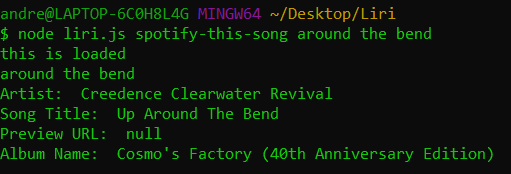 andre@LAPTOP-6C0H8L4G MINGW64 ~/Desktop/Liri
$ node liri.js spotify-this-song around the bend
this is loaded
around the bend
Artist:  Creedence Clearwater Revival
Song Title:  Up Around The Bend
Preview URL:  null
Album Name:  Cosmo's Factory (40th Anniversary Edition)